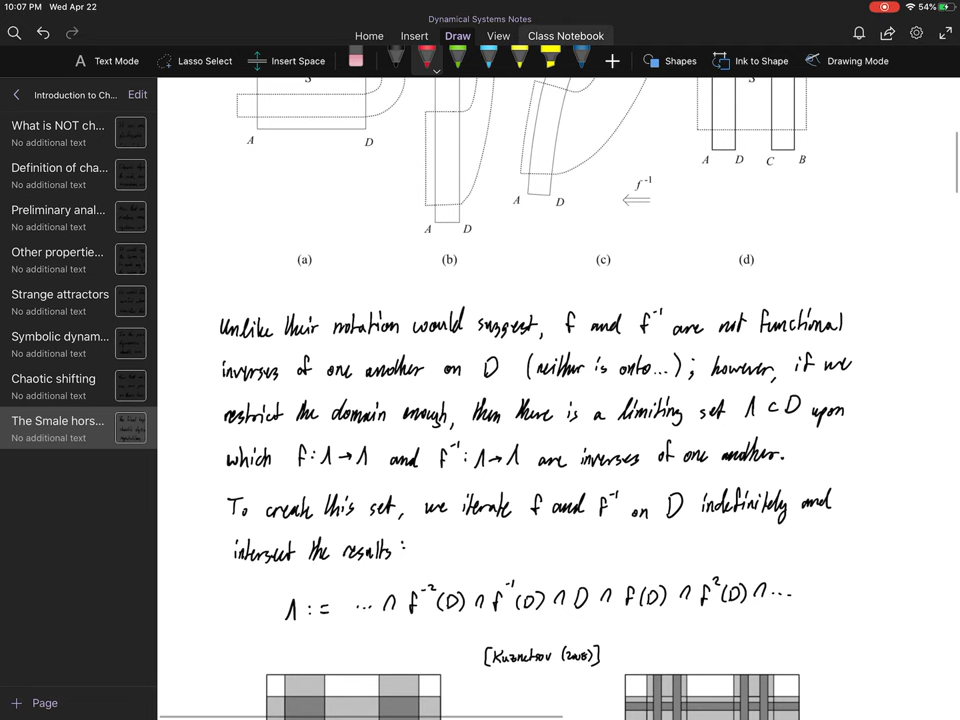 10:07 PM Wed Apr 22
54%
Dynamical Systems Notes
Home Insert Draw View Class Notebook
Text Mode Lasso Select Insert Space Shapes Ink to Shape Drawing Mode
Introduction to Ch... Edit
What is NOT ch...
No additional text
Definition of cha...
No additional text
Preliminary anal...
No additional text
Other propertie...
No additional text
Strange attractors
No additional text
Symbolic dynam...
No additional text
Chaotic shifting
No additional text
The Smale hors...
No additional text
+ Page
S S
A D A D A D A D C B
f⁻¹
(a) (b) (c) (d)
Unlike their notation would suggest, f and f⁻¹ are not functional
inverses of one another on D (neither is onto...); however, if we
restrict the domain enough, then there is a limiting set Λ ⊂ D upon
which f: Λ → Λ and f⁻¹: Λ → Λ are inverses of one another.
To create this set, we iterate f and f⁻¹ on D indefinitely and
intersect the results:
Λ := ... ∩ f⁻²(D) ∩ f⁻¹(D) ∩ D ∩ f(D) ∩ f²(D) ∩ ...
[Kuznetsov (2008)]